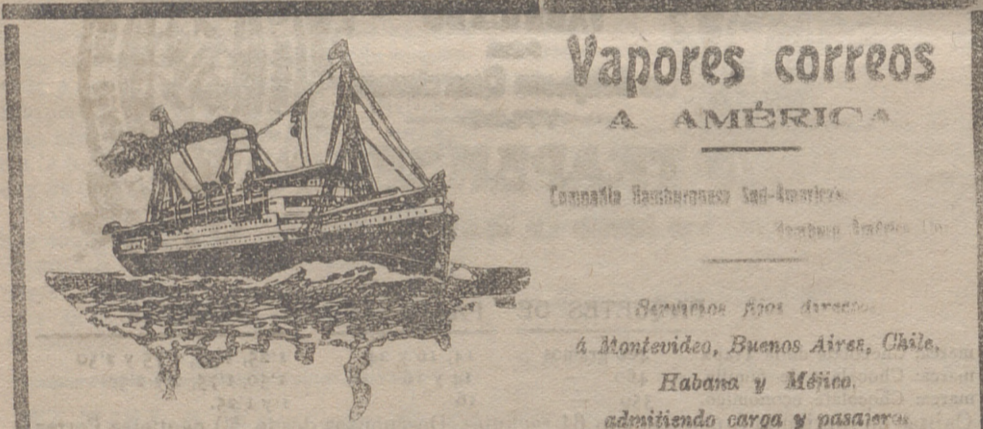 Vapores correos
A AMÉRICA
Compañía Hamburguesa Sud-Americana
Hamburg
Servicios fijos directos
á Montevideo, Buenos Aires, Chile,
Habana y Méjico,
admitiendo carga y pasajeros